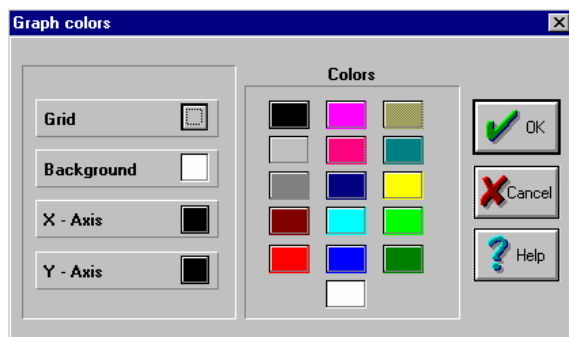 Graph colors
Grid
Background
X - Axis
Y - Axis
Colors
OK
Cancel
Help